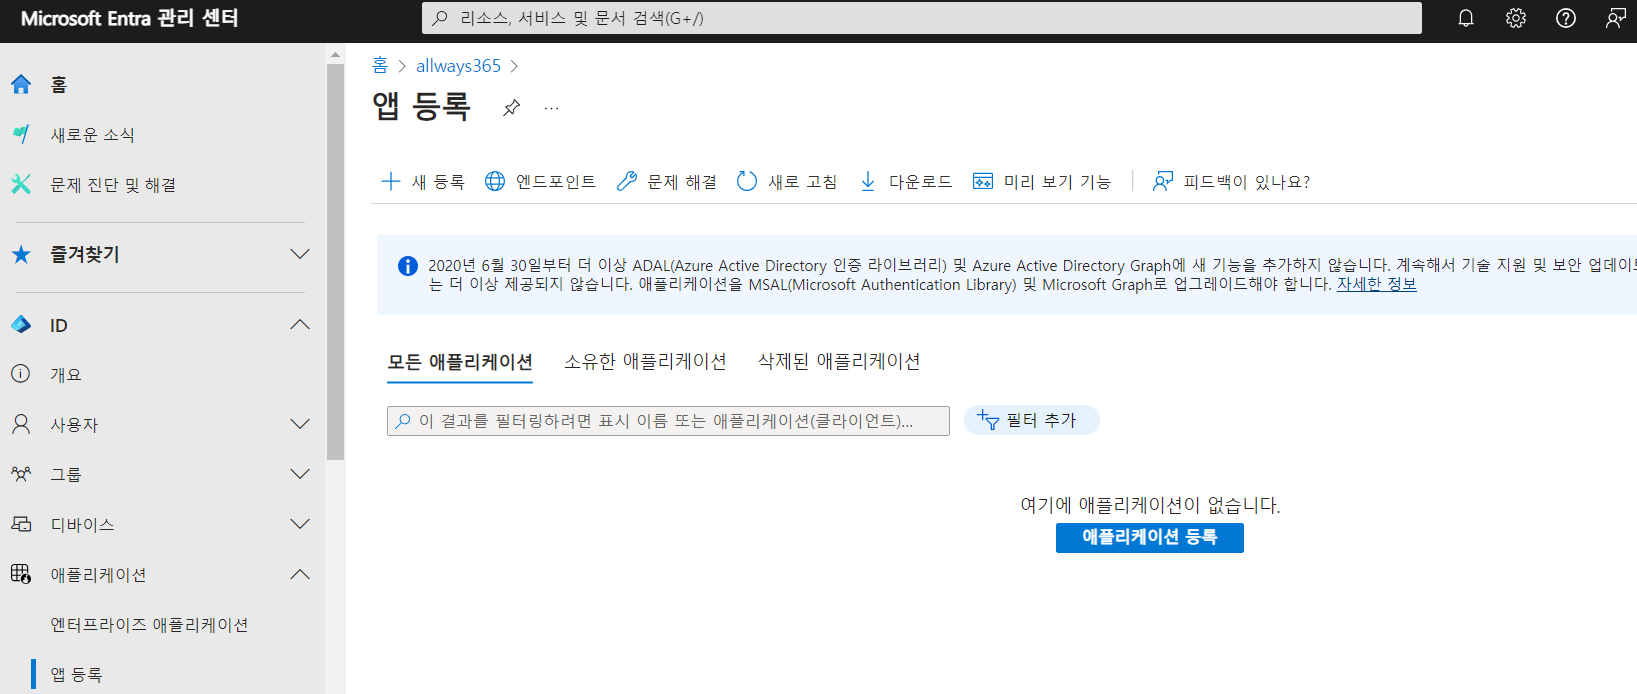 Microsoft Entra 관리 센터
리소스, 서비스 및 문서 검색(G+/)
홈
새로운 소식
문제 진단 및 해결
즐겨찾기
ID
개요
사용자
그룹
디바이스
애플리케이션
엔터프라이즈 애플리케이션
앱 등록
홈 > allways365 >
앱 등록 ...
새 등록 엔드포인트 문제 해결 새로 고침 다운로드 미리 보기 기능 피드백이 있나요?
2020년 6월 30일부터 더 이상 ADAL(Azure Active Directory 인증 라이브러리) 및 Azure Active Directory Graph에 새 기능을 추가하지 않습니다. 계속해서 기술 지원 및 보안 업데이트
는 더 이상 제공되지 않습니다. 애플리케이션을 MSAL(Microsoft Authentication Library) 및 Microsoft Graph로 업그레이드해야 합니다. 자세한 정보
모든 애플리케이션 소유한 애플리케이션 삭제된 애플리케이션
이 결과를 필터링하려면 표시 이름 또는 애플리케이션(클라이언트)... 필터 추가
여기에 애플리케이션이 없습니다.
애플리케이션 등록